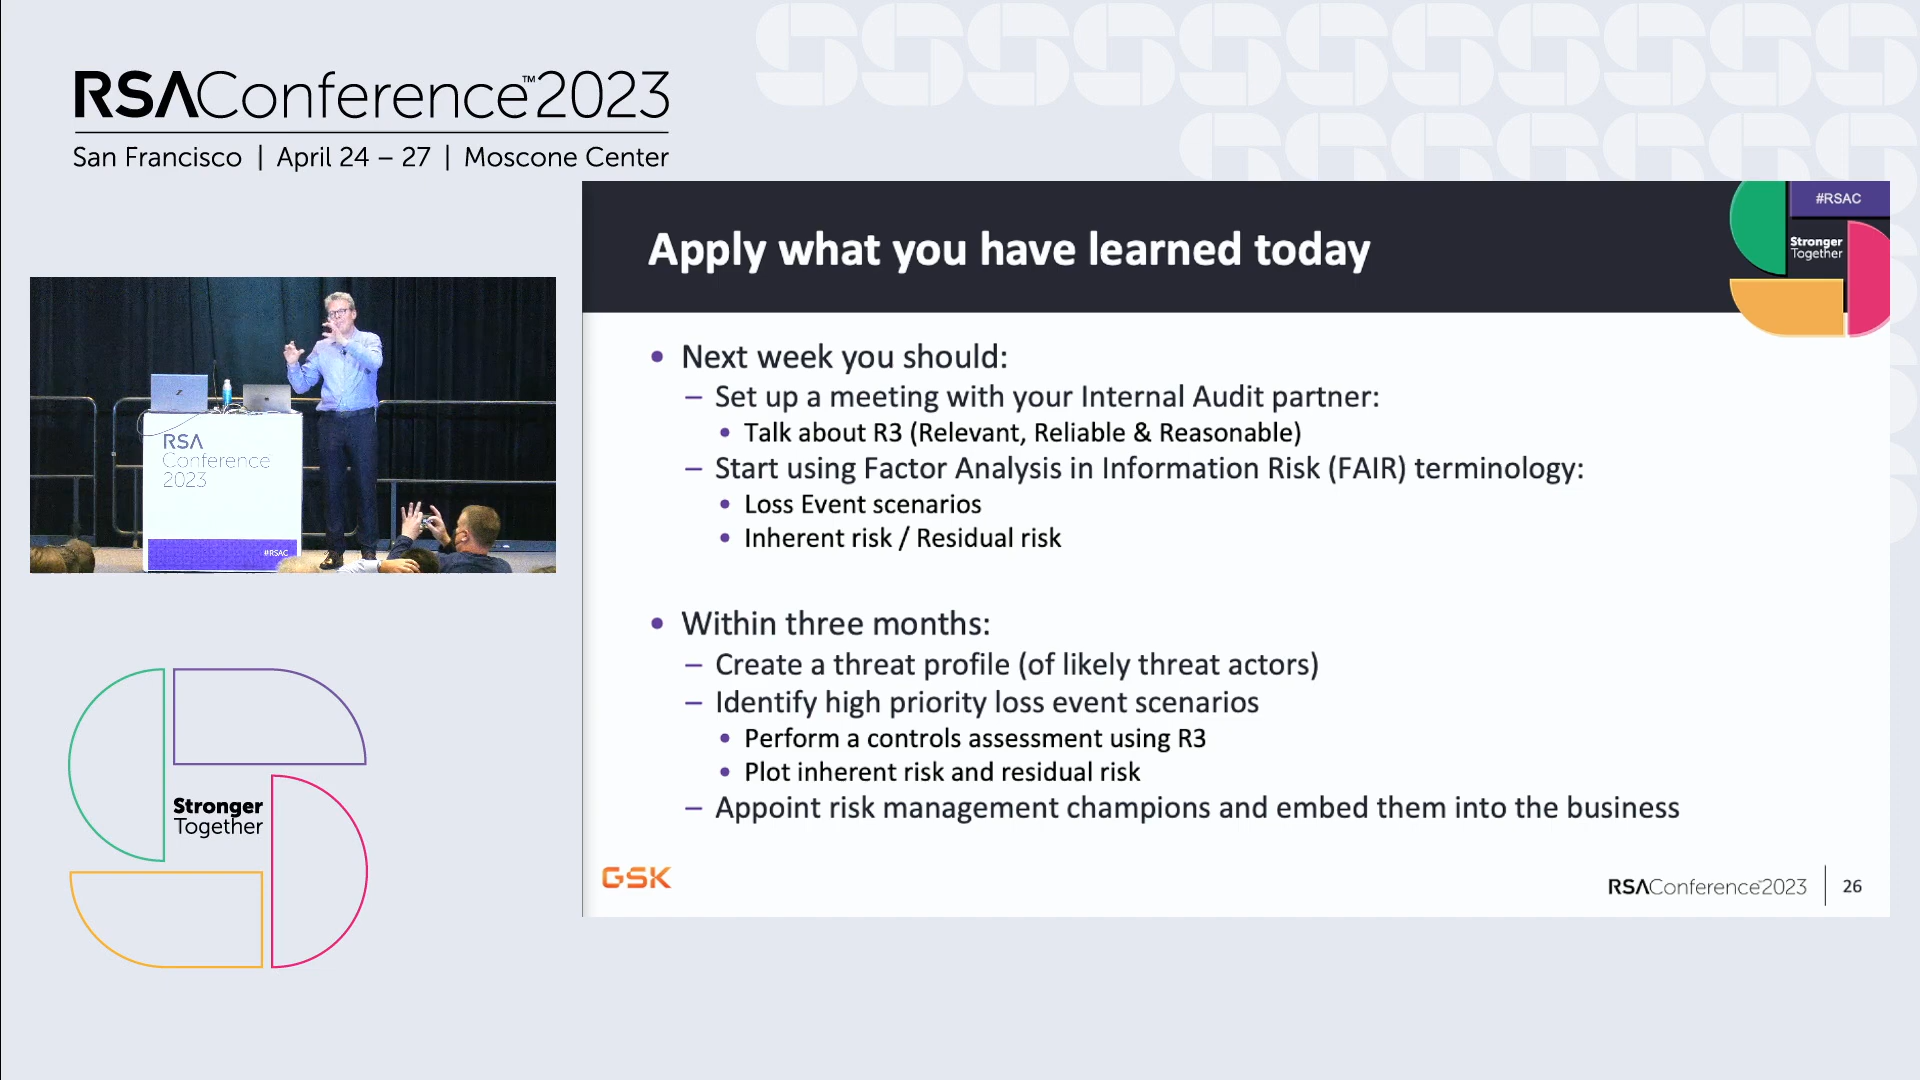 RSAConference™2023
San Francisco | April 24 – 27 | Moscone Center
#RSAC
Stronger
Together
Apply what you have learned today
• Next week you should:
– Set up a meeting with your Internal Audit partner:
• Talk about R3 (Relevant, Reliable & Reasonable)
– Start using Factor Analysis in Information Risk (FAIR) terminology:
• Loss Event scenarios
• Inherent risk / Residual risk
• Within three months:
– Create a threat profile (of likely threat actors)
– Identify high priority loss event scenarios
• Perform a controls assessment using R3
• Plot inherent risk and residual risk
– Appoint risk management champions and embed them into the business
GSK
RSAConference™2023 | 26
RSA
Conference
2023
#RSAC
Stronger
Together